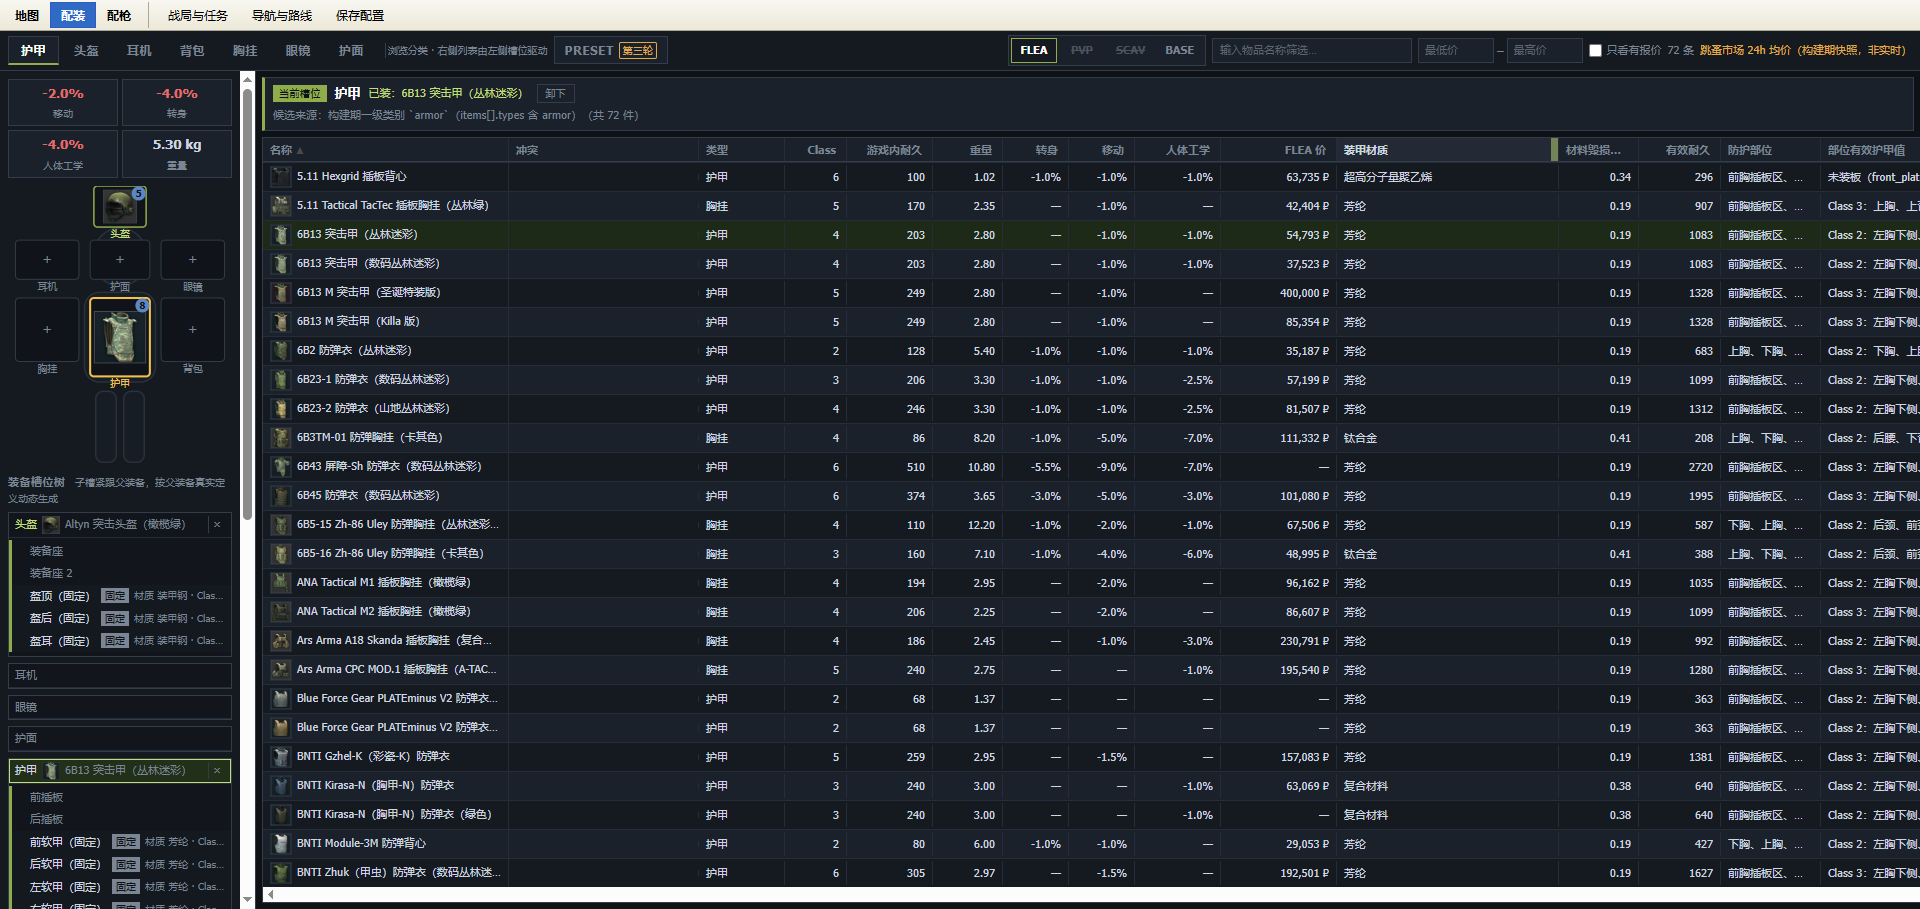 地图 配装 配枪 战局与任务 导航与路线 保存配置
护甲 头盔 耳机 背包 胸挂 眼镜 护面 浏览分类 · 右侧列表由左侧槽位驱动 PRESET 第三轮 FLEA PVP SCAV BASE 输入物品名称筛选... 最低价 – 最高价 只看有报价 72 条 跳蚤市场 24h 均价（构建期快照，非实时）
-2.0% 移动
-4.0% 转身
-4.0% 人体工学
5.30 kg 重量
5
头盔
+ + +
耳机 护面 眼镜
+ 8 +
胸挂 护甲 背包
装备槽位树 子槽紧跟父装备，按父装备真实定
义动态生成
头盔 Altyn 突击头盔（橄榄绿） ×
装备座
装备座 2
盔顶（固定） 固定 材质 装甲钢 · Clas...
盔后（固定） 固定 材质 装甲钢 · Clas...
盔耳（固定） 固定 材质 装甲钢 · Clas...
耳机
眼镜
护面
护甲 6B13 突击甲（丛林迷彩） ×
前插板
后插板
前软甲（固定） 固定 材质 芳纶 · Clas...
后软甲（固定） 固定 材质 芳纶 · Clas...
左软甲（固定） 固定 材质 芳纶 · Clas...
右软甲（固定） 固定 材质 芳纶 · Clas...
当前槽位 护甲 已装：6B13 突击甲（丛林迷彩） 卸下
候选来源：构建期一级类别 `armor`（items[].types 含 armor）（共 72 件）
名称 ▲ 冲突 类型 Class 游戏内耐久 重量 转身 移动 人体工学 FLEA 价 装甲材质 材料毁损... 有效耐久 防护部位 部位有效护甲值
5.11 Hexgrid 插板背心 护甲 6 100 1.02 -1.0% -1.0% -1.0% 63,735 ₽ 超高分子量聚乙烯 0.34 296 前胸插板区、... 未装板（front_plat
5.11 Tactical TacTec 插板胸挂（丛林绿） 胸挂 5 170 2.35 — -1.0% — 42,404 ₽ 芳纶 0.19 907 前胸插板区、... Class 3：上胸、上背
6B13 突击甲（丛林迷彩） 护甲 4 203 2.80 — -1.0% -1.0% 54,793 ₽ 芳纶 0.19 1083 前胸插板区、... Class 2：左胸下侧、
6B13 突击甲（数码丛林迷彩） 护甲 4 203 2.80 — -1.0% -1.0% 37,523 ₽ 芳纶 0.19 1083 前胸插板区、... Class 2：左胸下侧、
6B13 M 突击甲（圣诞特装版） 护甲 5 249 2.80 — -1.0% — 400,000 ₽ 芳纶 0.19 1328 前胸插板区、... Class 3：左胸下侧、
6B13 M 突击甲（Killa 版） 护甲 5 249 2.80 — -1.0% — 85,354 ₽ 芳纶 0.19 1328 前胸插板区、... Class 3：左胸下侧、
6B2 防弹衣（丛林迷彩） 护甲 2 128 5.40 -1.0% -1.0% -1.0% 35,187 ₽ 芳纶 0.19 683 上胸、下胸、... Class 2：下胸、上
6B23-1 防弹衣（数码丛林迷彩） 护甲 3 206 3.30 -1.0% -1.0% -2.5% 57,199 ₽ 芳纶 0.19 1099 前胸插板区、... Class 2：左胸下侧、
6B23-2 防弹衣（山地丛林迷彩） 护甲 4 246 3.30 -1.0% -1.0% -2.5% 81,507 ₽ 芳纶 0.19 1312 前胸插板区、... Class 2：左胸下侧、
6B3TM-01 防弹胸挂（卡其色） 胸挂 4 86 8.20 -1.0% -5.0% -7.0% 111,332 ₽ 钛合金 0.41 208 上胸、下胸、... Class 2：后腰、下
6B43 屏障-Sh 防弹衣（数码丛林迷彩） 护甲 6 510 10.80 -5.5% -9.0% -7.0% — 芳纶 0.19 2720 前胸插板区、... Class 3：左胸下侧、
6B45 防弹衣（数码丛林迷彩） 护甲 6 374 3.65 -3.0% -5.0% -3.0% 101,080 ₽ 芳纶 0.19 1995 前胸插板区、... Class 3：左胸下侧、
6B5-15 Zh-86 Uley 防弹胸挂（丛林迷彩... 胸挂 4 110 12.20 -1.0% -2.0% -1.0% 67,506 ₽ 芳纶 0.19 587 下胸、上胸、... Class 2：后颈、前
6B5-16 Zh-86 Uley 防弹胸挂（卡其色） 胸挂 3 160 7.10 -1.0% -4.0% -6.0% 48,995 ₽ 钛合金 0.41 388 上胸、下胸、... Class 2：后颈、前
ANA Tactical M1 插板胸挂（橄榄绿） 胸挂 4 194 2.95 — -2.0% — 96,162 ₽ 芳纶 0.19 1035 前胸插板区、... Class 2：左胸下侧、
ANA Tactical M2 插板胸挂（橄榄绿） 胸挂 4 206 2.25 — -2.0% — 86,607 ₽ 芳纶 0.19 1099 前胸插板区、... Class 3：左胸下侧、
Ars Arma A18 Skanda 插板胸挂（复合... 胸挂 4 186 2.45 — -1.0% -3.0% 230,791 ₽ 芳纶 0.19 992 前胸插板区、... Class 2：左胸下侧、
Ars Arma CPC MOD.1 插板胸挂（A-TAC... 胸挂 5 240 2.75 — — -1.0% 195,540 ₽ 芳纶 0.19 1280 前胸插板区、... Class 3：左胸下侧、
Blue Force Gear PLATEminus V2 防弹衣... 护甲 2 68 1.37 — — — — 芳纶 0.19 363 前胸插板区、... Class 2：左胸下侧、
Blue Force Gear PLATEminus V2 防弹衣... 护甲 2 68 1.37 — — — — 芳纶 0.19 363 前胸插板区、... Class 2：左胸下侧、
BNTI Gzhel-K（彩瓷-K）防弹衣 护甲 5 259 2.95 — -1.5% — 157,083 ₽ 芳纶 0.19 1381 前胸插板区、... Class 3：左胸下侧、
BNTI Kirasa-N（胸甲-N）防弹衣 护甲 3 240 3.00 — — -1.0% 63,069 ₽ 复合材料 0.38 640 前胸插板区、... Class 2：左胸下侧、
BNTI Kirasa-N（胸甲-N）防弹衣（绿色） 护甲 3 240 3.00 — — -1.0% — 复合材料 0.38 640 前胸插板区、... Class 2：左胸下侧、
BNTI Module-3M 防弹背心 护甲 2 80 6.00 -1.0% -1.0% — 29,053 ₽ 芳纶 0.19 427 下胸、上胸、... Class 2：左胸下侧、
BNTI Zhuk（甲虫）防弹衣（数码丛林迷... 护甲 6 305 2.97 — -1.5% — 192,501 ₽ 芳纶 0.19 1627 前胸插板区、... Class 3：左胸下侧、